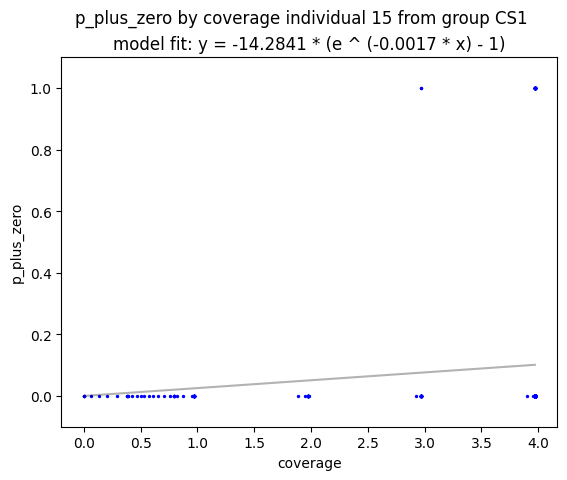 p_plus_zero by coverage individual 15 from group CS1
model fit: y = -14.2841 * (e ^ (-0.0017 * x) - 1)
p_plus_zero
1.0
0.8
0.6
0.4
0.2
0.0
0.0 0.5 1.0 1.5 2.0 2.5 3.0 3.5 4.0
coverage